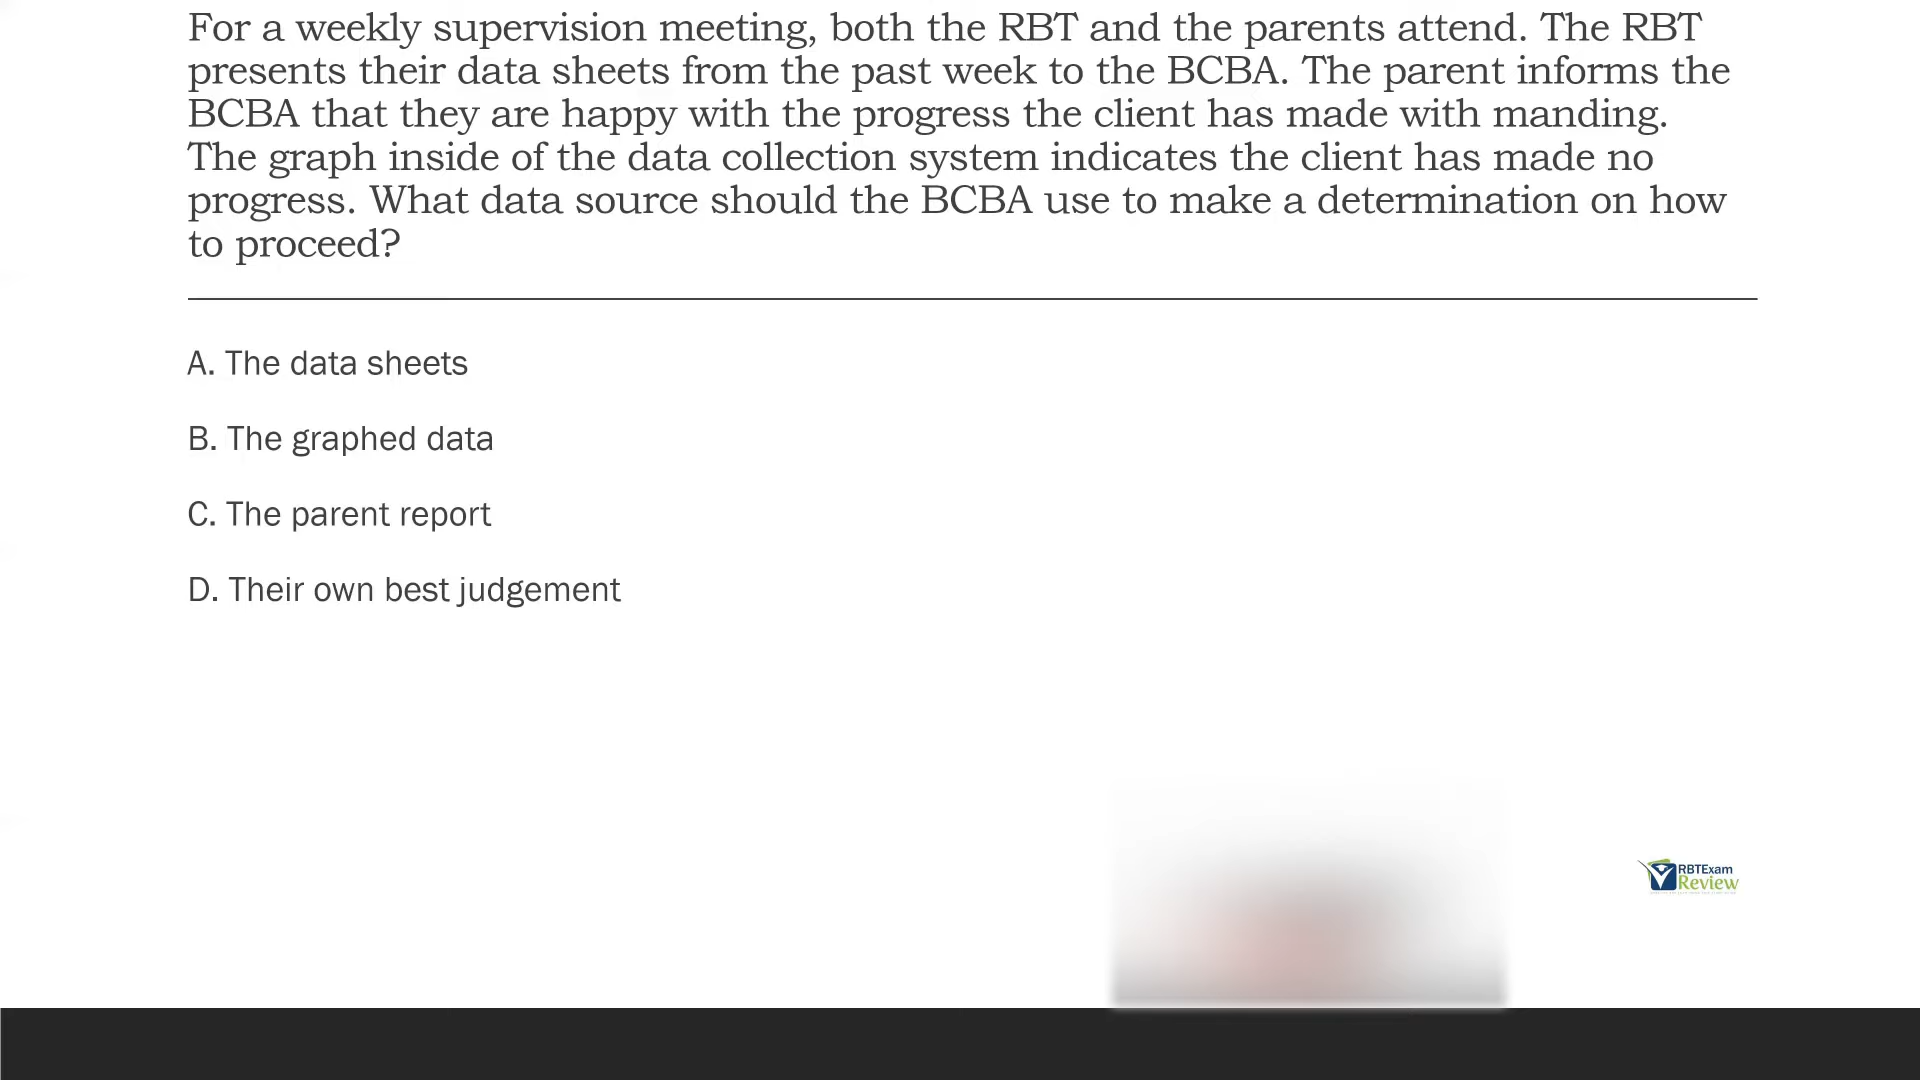 For a weekly supervision meeting, both the RBT and the parents attend. The RBT
presents their data sheets from the past week to the BCBA. The parent informs the
BCBA that they are happy with the progress the client has made with manding.
The graph inside of the data collection system indicates the client has made no
progress. What data source should the BCBA use to make a determination on how
to proceed?
A. The data sheets
B. The graphed data
C. The parent report
D. Their own best judgement
RBTExam
Review